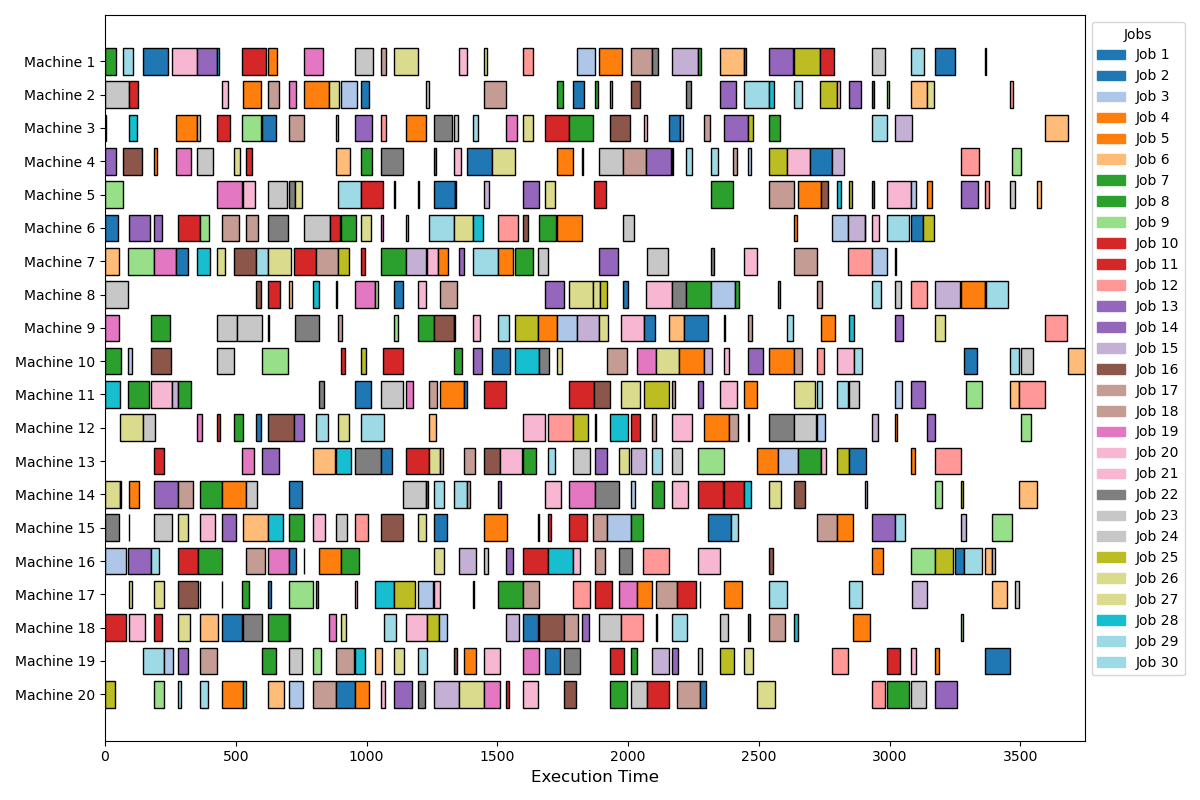 Machine 1
Machine 2
Machine 3
Machine 4
Machine 5
Machine 6
Machine 7
Machine 8
Machine 9
Machine 10
Machine 11
Machine 12
Machine 13
Machine 14
Machine 15
Machine 16
Machine 17
Machine 18
Machine 19
Machine 20
0 500 1000 1500 2000 2500 3000 3500
Execution Time
Jobs
Job 1
Job 2
Job 3
Job 4
Job 5
Job 6
Job 7
Job 8
Job 9
Job 10
Job 11
Job 12
Job 13
Job 14
Job 15
Job 16
Job 17
Job 18
Job 19
Job 20
Job 21
Job 22
Job 23
Job 24
Job 25
Job 26
Job 27
Job 28
Job 29
Job 30